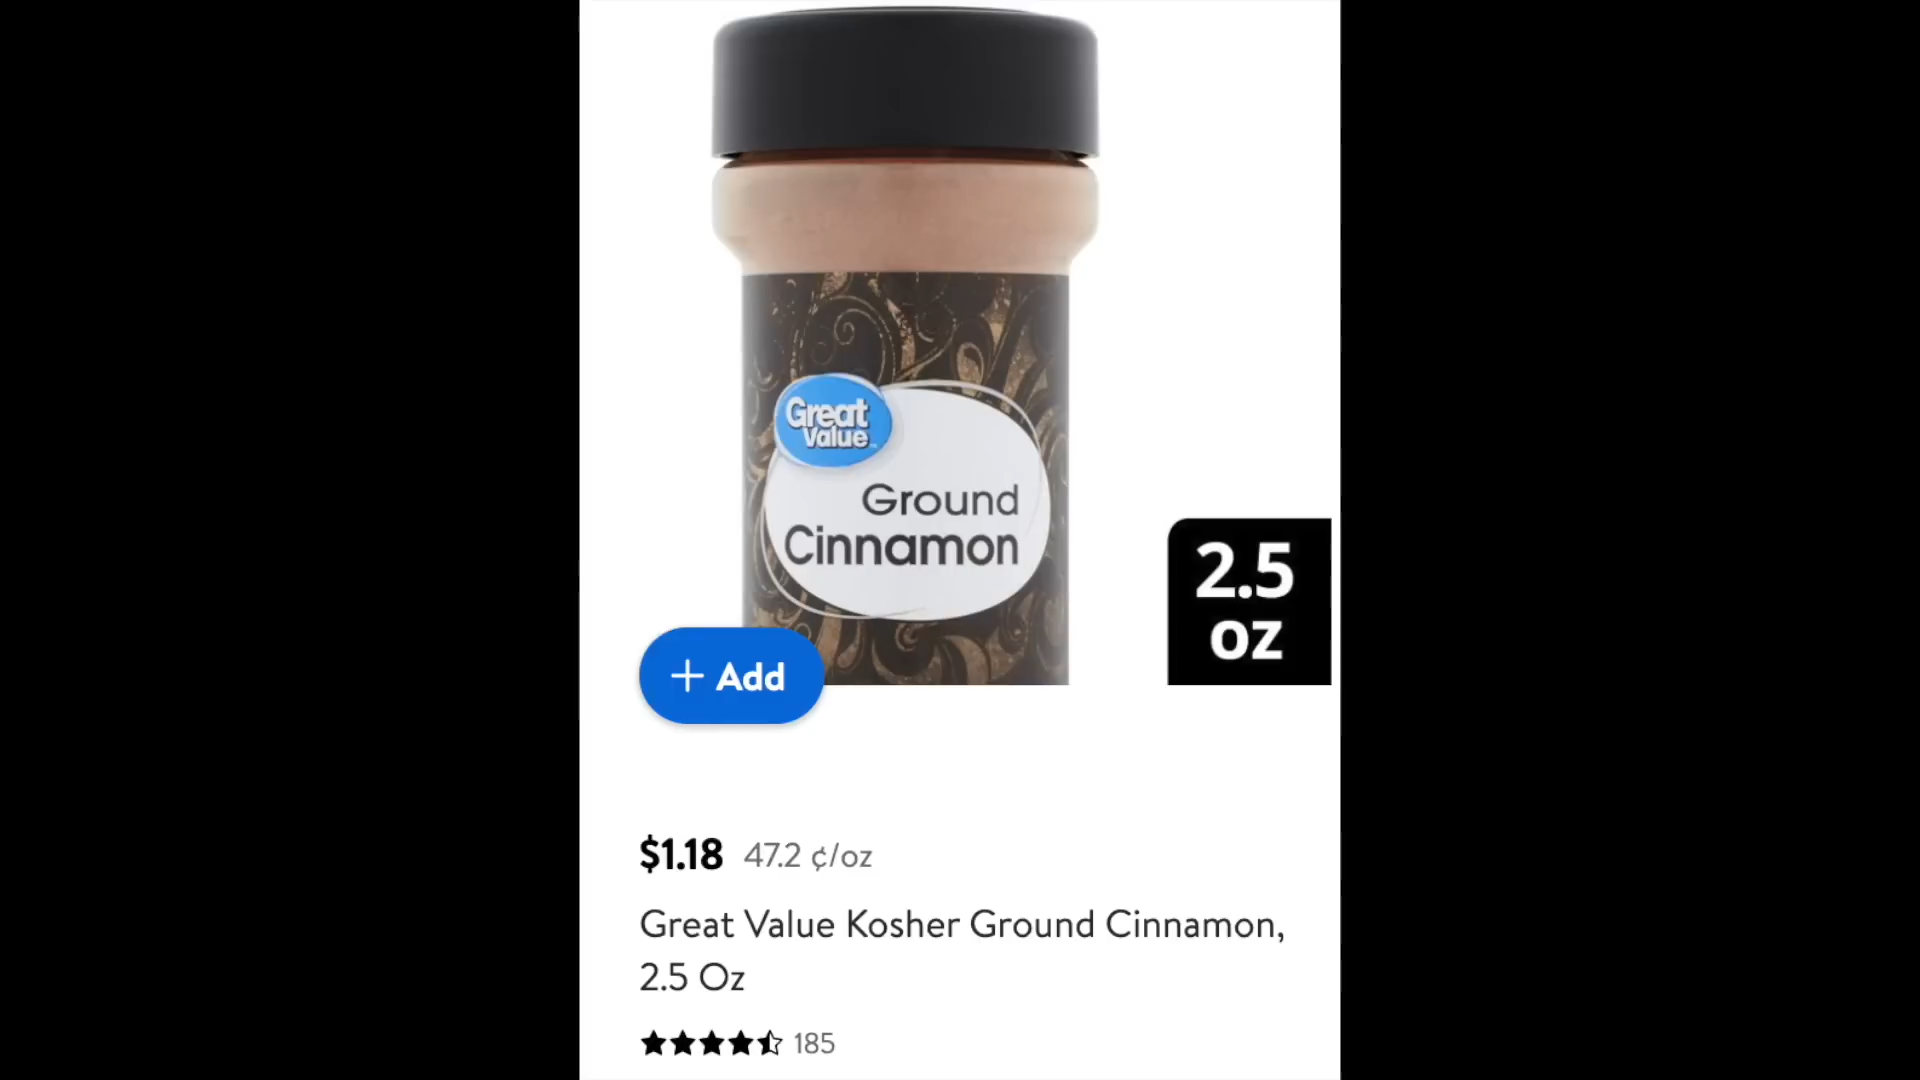 Great
Value
Ground
Cinnamon
2.5
oz
+ Add
$1.18 47.2 ¢/oz
Great Value Kosher Ground Cinnamon,
2.5 Oz
185